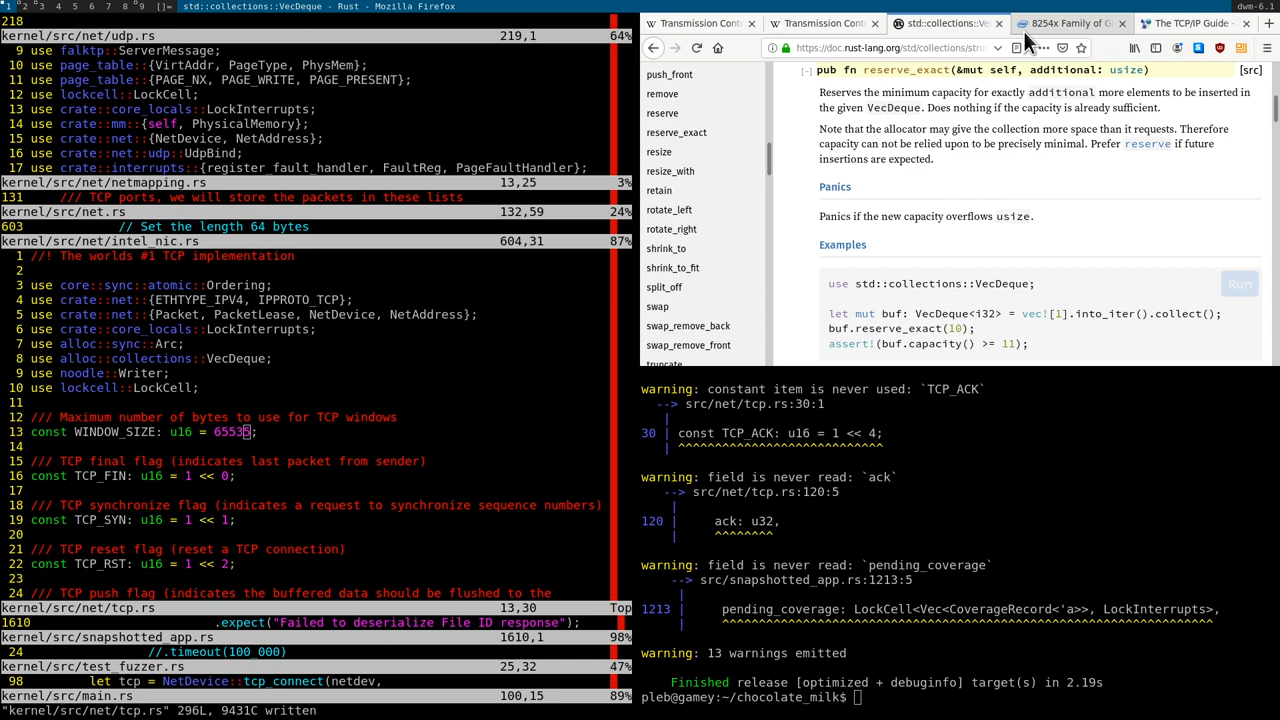 1 2 3 4 5 6 7 8 9 []= std::collections::VecDeque - Rust - Mozilla Firefox dwm-6.1
218
kernel/src/net/udp.rs 219,1 64%
9 use falktp::ServerMessage;
10 use page_table::{VirtAddr, PageType, PhysMem};
11 use page_table::{PAGE_NX, PAGE_WRITE, PAGE_PRESENT};
12 use lockcell::LockCell;
13 use crate::core_locals::LockInterrupts;
14 use crate::mm::{self, PhysicalMemory};
15 use crate::net::{NetDevice, NetAddress};
16 use crate::net::udp::UdpBind;
17 use crate::interrupts::{register_fault_handler, FaultReg, PageFaultHandler};
kernel/src/net/netmapping.rs 13,25 3%
131 /// TCP ports, we will store the packets in these lists
kernel/src/net.rs 132,59 24%
603 // Set the length 64 bytes
kernel/src/net/intel_nic.rs 604,31 87%
1 //! The worlds #1 TCP implementation
2
3 use core::sync::atomic::Ordering;
4 use crate::net::{ETHTYPE_IPV4, IPPROTO_TCP};
5 use crate::net::{Packet, PacketLease, NetDevice, NetAddress};
6 use crate::core_locals::LockInterrupts;
7 use alloc::sync::Arc;
8 use alloc::collections::VecDeque;
9 use noodle::Writer;
10 use lockcell::LockCell;
11
12 /// Maximum number of bytes to use for TCP windows
13 const WINDOW_SIZE: u16 = 65535;
14
15 /// TCP final flag (indicates last packet from sender)
16 const TCP_FIN: u16 = 1 << 0;
17
18 /// TCP synchronize flag (indicates a request to synchronize sequence numbers)
19 const TCP_SYN: u16 = 1 << 1;
20
21 /// TCP reset flag (reset a TCP connection)
22 const TCP_RST: u16 = 1 << 2;
23
24 /// TCP push flag (indicates the buffered data should be flushed to the
kernel/src/net/tcp.rs 13,30 Top
1610 .expect("Failed to deserialize File ID response");
kernel/src/snapshotted_app.rs 1610,1 98%
24 //.timeout(100_000)
kernel/src/test_fuzzer.rs 25,32 47%
98 let tcp = NetDevice::tcp_connect(netdev,
kernel/src/main.rs 100,15 89%
"kernel/src/net/tcp.rs" 296L, 9431C written
Transmission Cont Transmission Cont std::collections::Vec 8254x Family of Gi The TCP/IP Guide -
https://doc.rust-lang.org/std/collections/stru
push_front
remove
reserve
reserve_exact
resize
resize_with
retain
rotate_left
rotate_right
shrink_to
shrink_to_fit
split_off
swap
swap_remove_back
swap_remove_front
truncate
[-] pub fn reserve_exact(&mut self, additional: usize) [src]
Reserves the minimum capacity for exactly additional more elements to be inserted in
the given VecDeque. Does nothing if the capacity is already sufficient.
Note that the allocator may give the collection more space than it requests. Therefore
capacity can not be relied upon to be precisely minimal. Prefer reserve if future
insertions are expected.
Panics
Panics if the new capacity overflows usize.
Examples
use std::collections::VecDeque; Run
let mut buf: VecDeque<i32> = vec![1].into_iter().collect();
buf.reserve_exact(10);
assert!(buf.capacity() >= 11);
warning: constant item is never used: `TCP_ACK`
--> src/net/tcp.rs:30:1
|
30 | const TCP_ACK: u16 = 1 << 4;
| ^^^^^^^^^^^^^^^^^^^^^^^^^^^^
warning: field is never read: `ack`
--> src/net/tcp.rs:120:5
|
120 | ack: u32,
| ^^^^^^^^
warning: field is never read: `pending_coverage`
--> src/snapshotted_app.rs:1213:5
|
1213 | pending_coverage: LockCell<Vec<CoverageRecord<'a>>, LockInterrupts>,
| ^^^^^^^^^^^^^^^^^^^^^^^^^^^^^^^^^^^^^^^^^^^^^^^^^^^^^^^^^^^^^^^^^^^
warning: 13 warnings emitted
Finished release [optimized + debuginfo] target(s) in 2.19s
pleb@gamey:~/chocolate_milk$